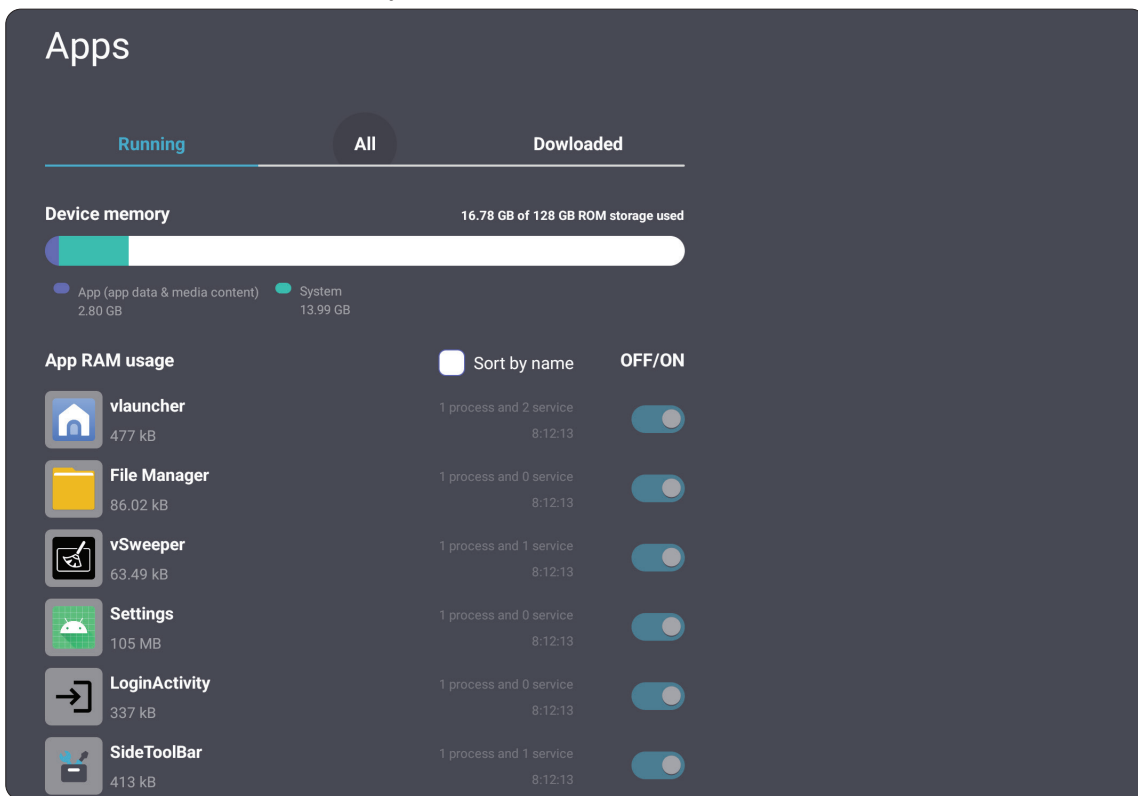 Apps
Running All Dowloaded
Device memory 16.78 GB of 128 GB ROM storage used
App (app data & media content) System
2.80 GB 13.99 GB
App RAM usage Sort by name OFF/ON
vlauncher 1 process and 2 service
477 kB 8:12:13
File Manager 1 process and 0 service
86.02 kB 8:12:13
vSweeper 1 process and 1 service
63.49 kB 8:12:13
Settings 1 process and 0 service
105 MB 8:12:13
LoginActivity 1 process and 0 service
337 kB 8:12:13
SideToolBar 1 process and 1 service
413 kB 8:12:13